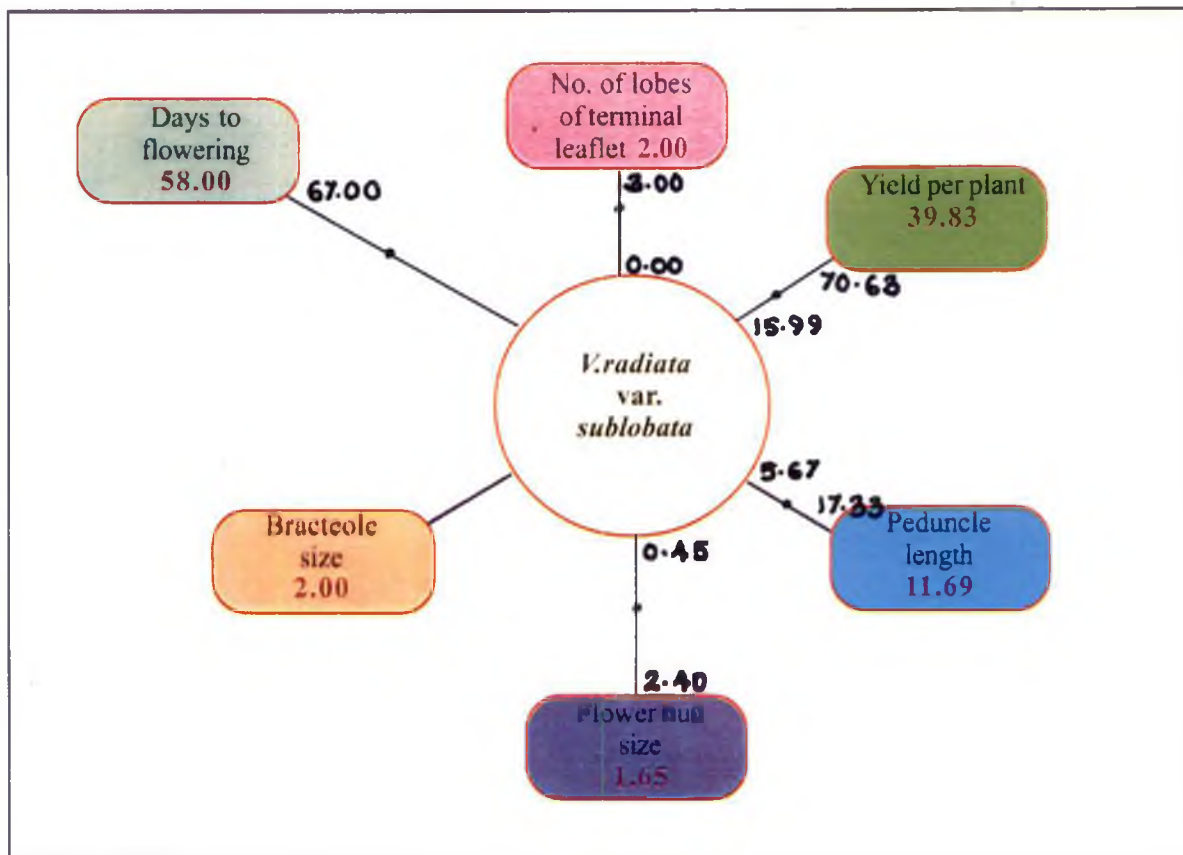 Days to
flowering
58.00
67.00
No. of lobes
of terminal
leaflet 2.00
3.00
0.00
Yield per plant
39.83
70.63
15.99
V.radiata
var.
sublobata
5.67
17.33
Peduncle
length
11.69
Bracteole
size
2.00
0.45
2.40
Flower bud
size
1.65